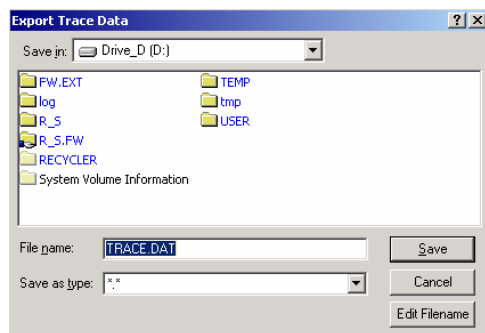 Export Trace Data
Save in: Drive_D (D:)
FW.EXT
log
R_S
R_S.FW
RECYCLER
System Volume Information
TEMP
tmp
USER
File name: TRACE.DAT
Save
Save as type: *.*
Cancel
Edit Filename